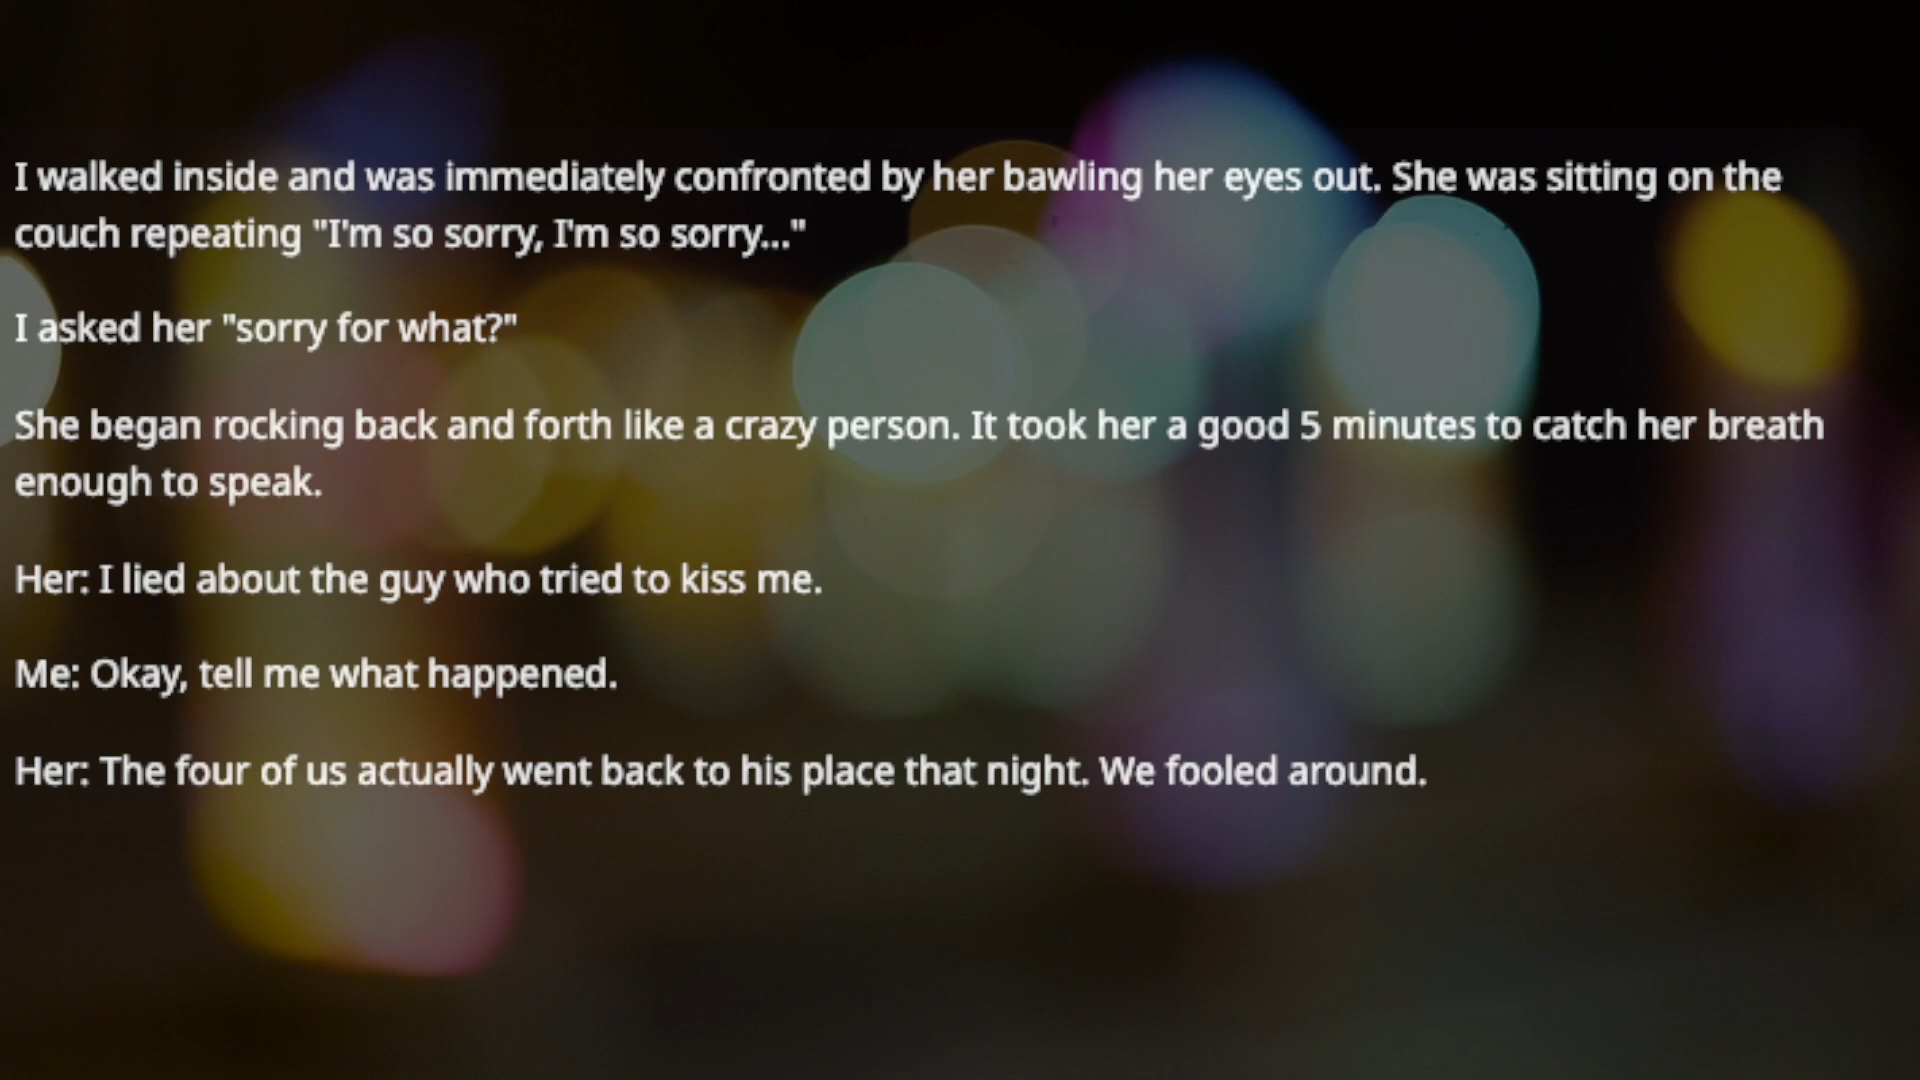 I walked inside and was immediately confronted by her bawling her eyes out. She was sitting on the
couch repeating "I'm so sorry, I'm so sorry..."
I asked her "sorry for what?"
She began rocking back and forth like a crazy person. It took her a good 5 minutes to catch her breath
enough to speak.
Her: I lied about the guy who tried to kiss me.
Me: Okay, tell me what happened.
Her: The four of us actually went back to his place that night. We fooled around.